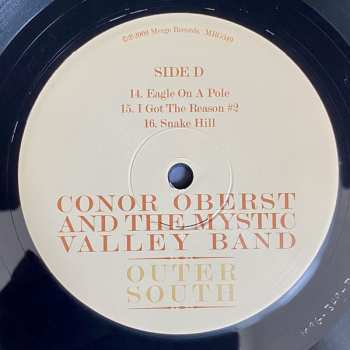 ℗©2009 Merge Records, MRG349
SIDE D
14. Eagle On A Pole
15. I Got The Reason #2
16. Snake Hill
CONOR OBERST
AND THE MYSTIC
VALLEY BAND
OUTER
SOUTH